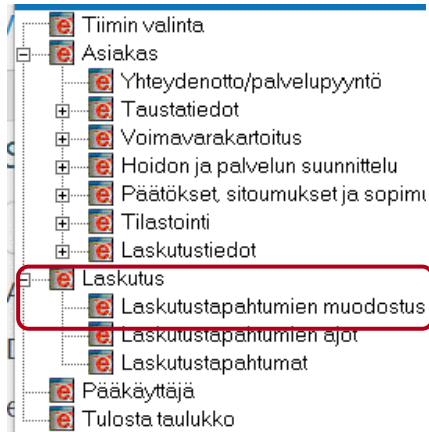 Tiimin valinta
Asiakas
Yhteydenotto/palvelupyyntö
Taustatiedot
Voimavarakartoitus
Hoidon ja palvelun suunnittelu
Päätökset, sitoumukset ja
Tilastointi
Laskutustiedot
Laskutus
Laskutustapahtumien muodostus
Laskutustapahtumien ajot
Laskutustapahtumat
Pääkäyttäjä
Tulosta taulukko